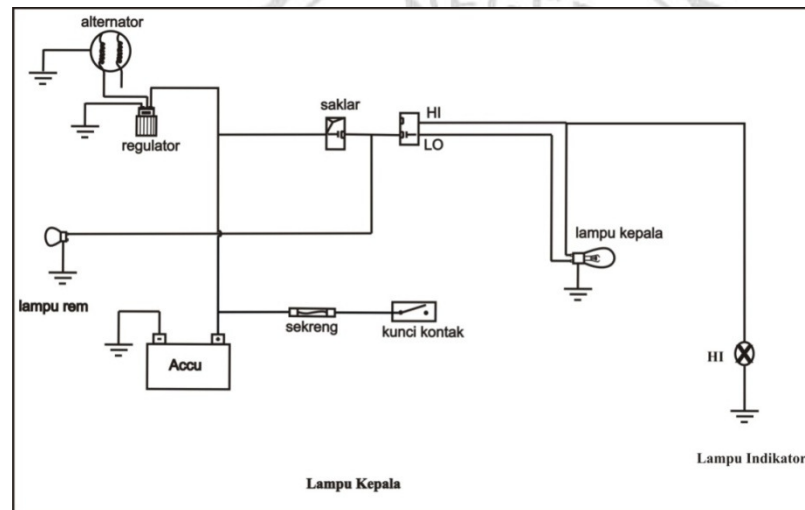 alternator
regulator
saklar
HI
LO
lampu kepala
lampu rem
sekreng
kunci kontak
-
+
Accu
HI
Lampu Indikator
Lampu Kepala